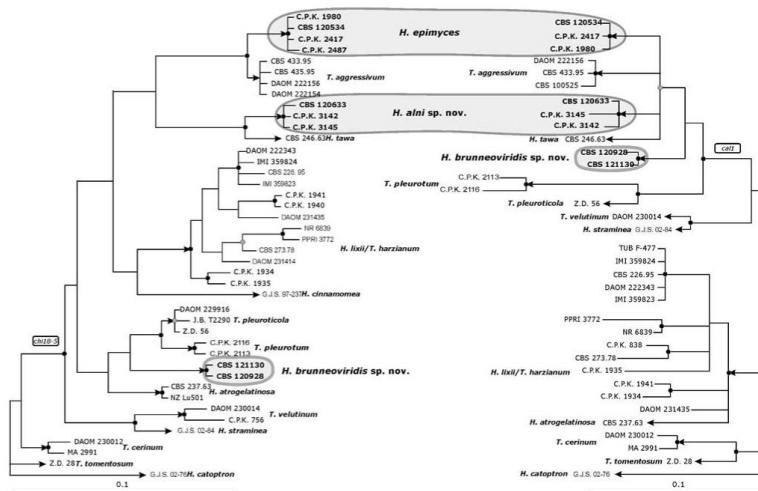 C.P.K. 1980
CBS 120534
C.P.K. 2417
C.P.K. 2487
H. epimyces
CBS 120534
C.P.K. 2417
C.P.K. 1980
CBS 433.95
CBS 435.95
DAOM 222156
DAOM 222154
T. aggressivum
T. aggressivum
DAOM 222156
CBS 433.95
CBS 100525
CBS 120633
C.P.K. 3142
C.P.K. 3145
H. alni sp. nov.
CBS 120633
C.P.K. 3145
C.P.K. 3142
CBS 246.63 H. tawa
H. tawa CBS 246.63
H. brunneoviridis sp. nov.
CBS 120928
CBS 121130
cal1
DAOM 222343
IMI 359824
CBS 226.95
IMI 359823
C.P.K. 1941
C.P.K. 1940
DAOM 231435
NR 6839
PPRI 3772
CBS 273.78
DAOM 231414
H. lixii/T. harzianum
C.P.K. 1934
C.P.K. 1935
G.J.S. 97-237 H. cinnamomea
T. pleurotum
C.P.K. 2113
C.P.K. 2116
T. pleuroticola Z.D. 56
T. velutinum DAOM 230014
H. straminea G.J.S. 02-84
TUB F-477
IMI 359824
CBS 226.95
DAOM 222343
IMI 359823
PPRI 3772
NR 6839
C.P.K. 838
CBS 273.78
H. lixii/T. harzianum
C.P.K. 1935
C.P.K. 1941
C.P.K. 1934
DAOM 231435
H. atrogelatinosa CBS 237.63
chi18-5
DAOM 229916
J.B. T2290 T. pleuroticola
Z.D. 56
C.P.K. 2116
C.P.K. 2113
T. pleurotum
CBS 121130
CBS 120928
H. brunneoviridis sp. nov.
CBS 237.63
NZ Lu501
H. atrogelatinosa
DAOM 230014
C.P.K. 756
T. velutinum
G.J.S. 02-84 H. straminea
DAOM 230012
MA 2991
T. cerinum
T. cerinum
DAOM 230012
MA 2991
Z.D. 28 T. tomentosum
T. tomentosum Z.D. 28
G.J.S. 02-76 H. catoptron
H. catoptron G.J.S. 02-76
0.1
0.1